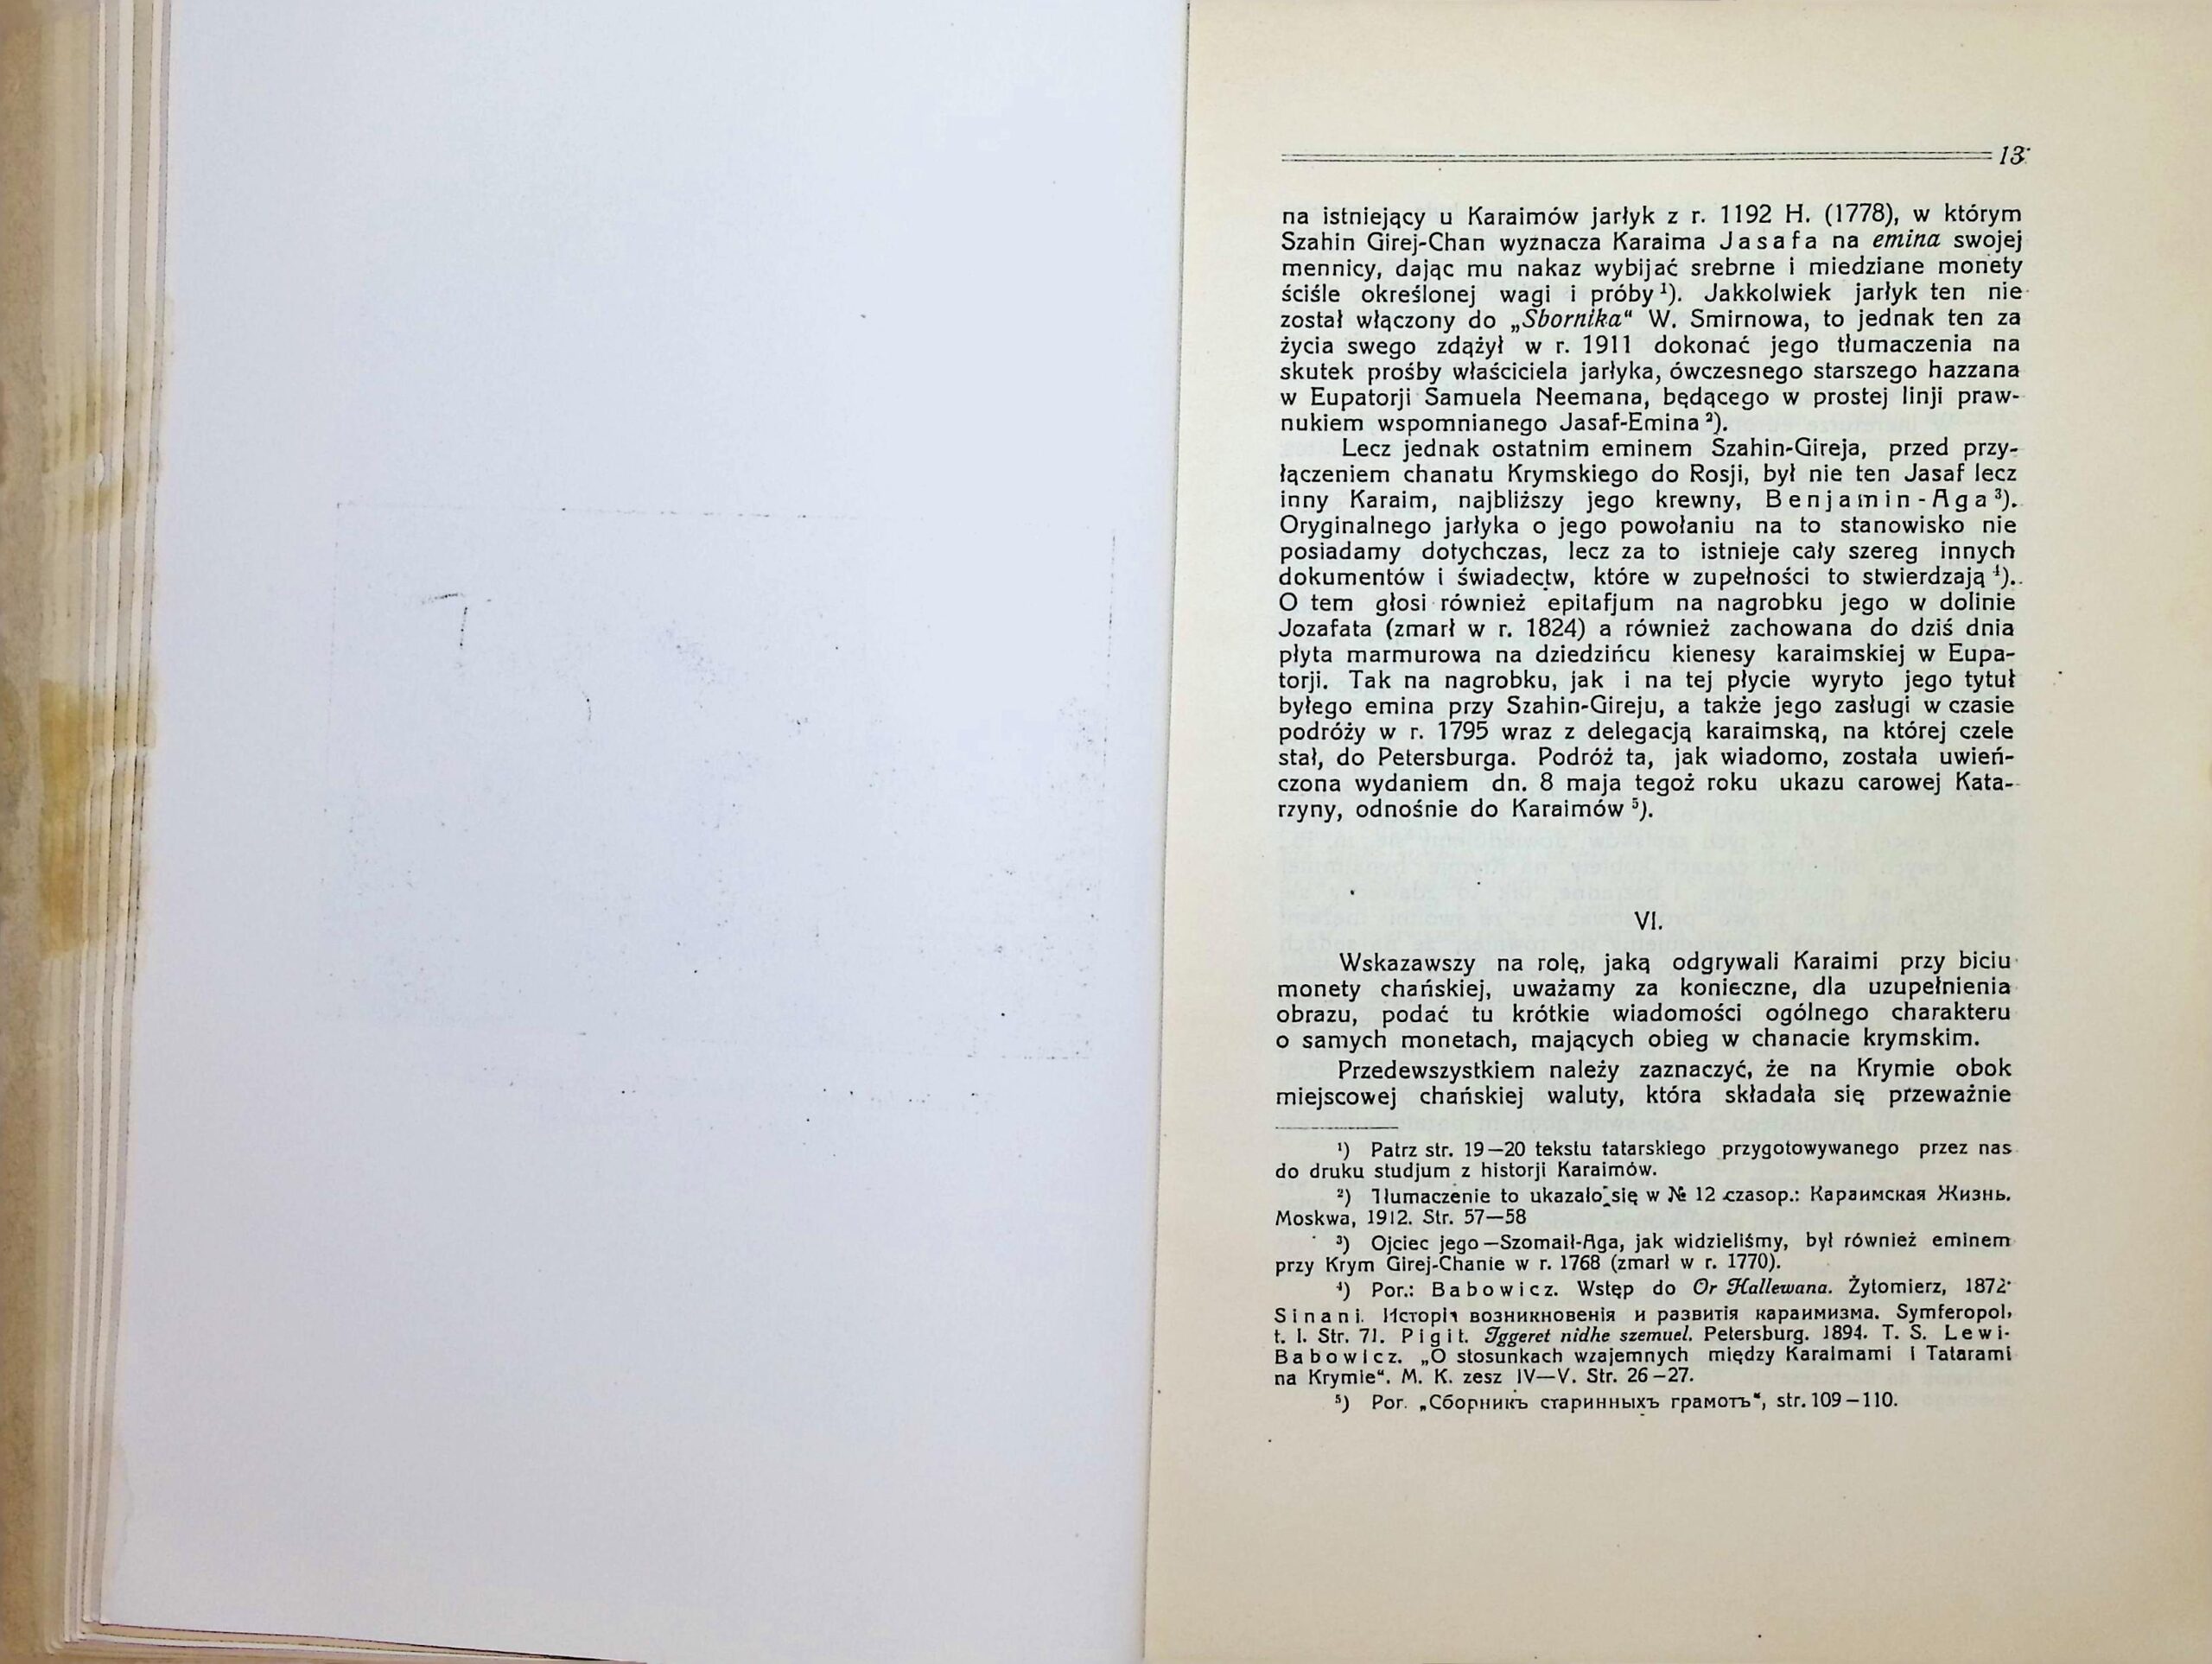 13
na istniejący u Karaimów jarłyk z r. 1192 H. (1778), w którym
Szahin Girej-Chan wyznacza Karaima Jasafa na emina swojej
mennicy, dając mu nakaz wybijać srebrne i miedziane monety
ściśle określonej wagi i próby ¹). Jakkolwiek jarłyk ten nie
został włączony do „Sbornika“ W. Smirnowa, to jednak ten za
życia swego zdążył w r. 1911 dokonać jego tłumaczenia na
skutek prośby właściciela jarłyka, ówczesnego starszego hazzana
w Eupatorji Samuela Neemana, będącego w prostej linji praw-
nukiem wspomnianego Jasaf-Emina ²).
Lecz jednak ostatnim eminem Szahin-Gireja, przed przy-
łączeniem chanatu Krymskiego do Rosji, był nie ten Jasaf lecz
inny Karaim, najbliższy jego krewny, Benjamin-Aga ³).
Oryginalnego jarłyka o jego powołaniu na to stanowisko nie
posiadamy dotychczas, lecz za to istnieje cały szereg innych
dokumentów i świadectw, które w zupełności to stwierdzają ⁴).
O tem głosi również epitafjum na nagrobku jego w dolinie
Jozafata (zmarł w r. 1824) a również zachowana do dziś dnia
płyta marmurowa na dziedzińcu kienesy karaimskiej w Eupa-
torji. Tak na nagrobku, jak i na tej płycie wyryto jego tytuł
byłego emina przy Szahin-Gireju, a także jego zasługi w czasie
podróży w r. 1795 wraz z delegacją karaimską, na której czele
stał, do Petersburga. Podróż ta, jak wiadomo, została uwień-
czona wydaniem dn. 8 maja tegoż roku ukazu carowej Kata-
rzyny, odnośnie do Karaimów ⁵).
VI.
Wskazawszy na rolę, jaką odgrywali Karaimi przy biciu
monety chańskiej, uważamy za konieczne, dla uzupełnienia
obrazu, podać tu krótkie wiadomości ogólnego charakteru
o samych monetach, mających obieg w chanacie krymskim.
Przedewszystkiem należy zaznaczyć, że na Krymie obok
miejscowej chańskiej waluty, która składała się przeważnie
¹) Patrz str. 19—20 tekstu tatarskiego przygotowywanego przez nas
do druku studjum z historji Karaimów.
²) Tłumaczenie to ukazało się w № 12 czasop.: Караимская Жизнь.
Moskwa, 1912. Str. 57—58
³) Ojciec jego—Szomail-Aga, jak widzieliśmy, był również eminem
przy Krym Girej-Chanie w r. 1768 (zmarł w r. 1770).
⁴) Por.: Babowicz. Wstęp do Or Hallewana. Żytomierz, 1872
Sinani. Исторія возникновенія и развитія караимизма. Symferopol,
t. I. Str. 71. Pigit. Iggeret nidhe szemuel. Petersburg. 1894. T. S. Lewi-
Babowicz. „O stosunkach wzajemnych między Karaimami i Tatarami
na Krymie“. M. K. zesz IV—V. Str. 26—27.
⁵) Por. „Сборникъ старинныхъ грамотъ“, str. 109—110.